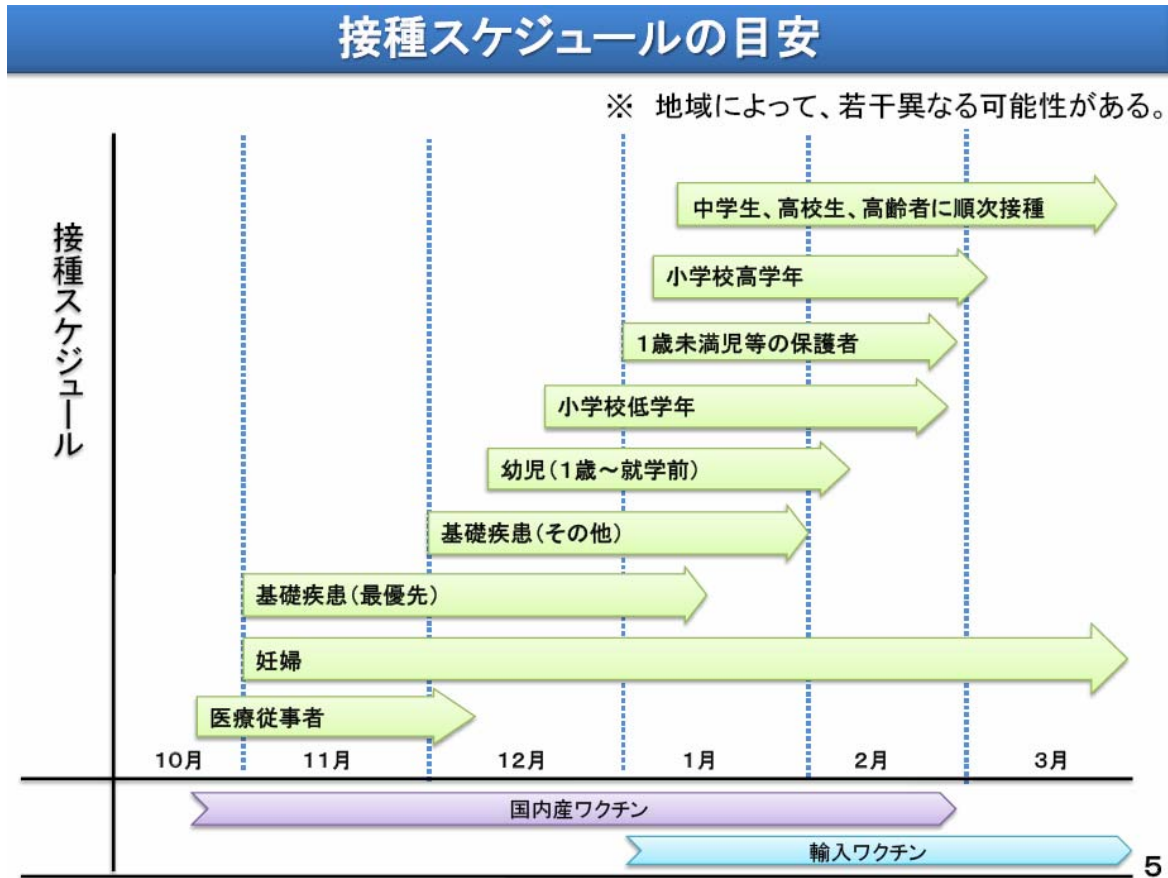 接種スケジュールの目安
※ 地域によって、若干異なる可能性がある。
接種スケジュール
中学生、高校生、高齢者に順次接種
小学校高学年
1歳未満児等の保護者
小学校低学年
幼児(1歳～就学前)
基礎疾患(その他)
基礎疾患(最優先)
妊婦
医療従事者
10月 11月 12月 1月 2月 3月
国内産ワクチン
輸入ワクチン
5